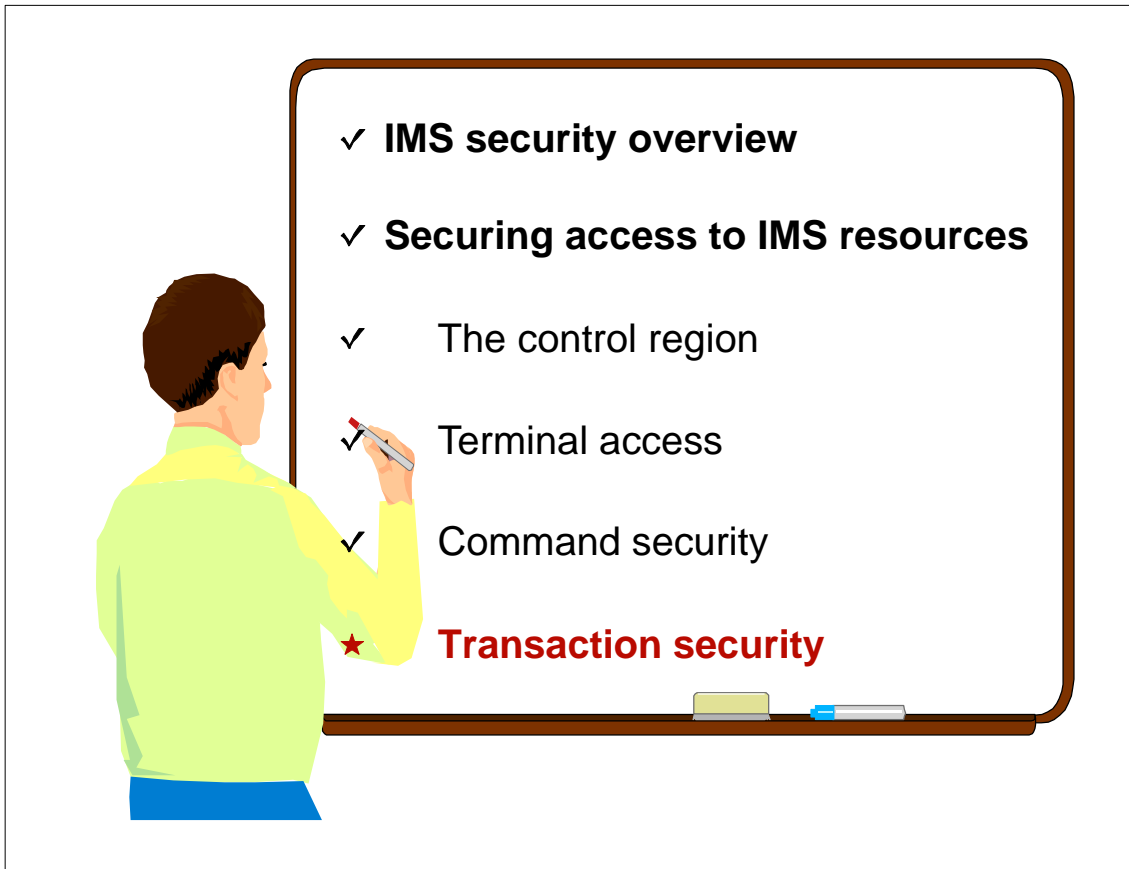 ✓ IMS security overview
✓ Securing access to IMS resources
✓ The control region
✓ Terminal access
✓ Command security
★ Transaction security